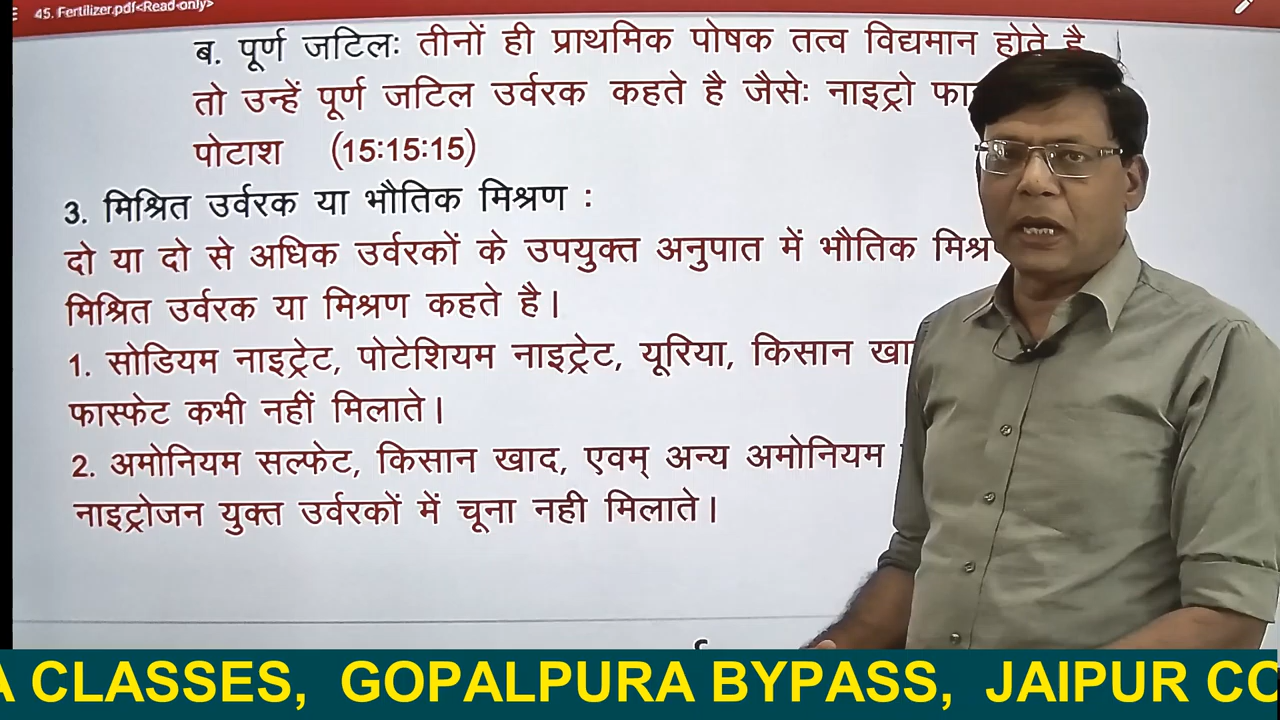 45. Fertilizer.pdf<Read-only>
ब. पूर्ण जटिलः तीनों ही प्राथमिक पोषक तत्व विद्यमान होते है
तो उन्हें पूर्ण जटिल उर्वरक कहते है जैसेः नाइट्रो
पोटाश (15:15:15)
3. मिश्रित उर्वरक या भौतिक मिश्रण :
दो या दो से अधिक उर्वरकों के उपयुक्त अनुपात में भौतिक
मिश्रित उर्वरक या मिश्रण कहते है।
1. सोडियम नाइट्रेट, पोटेशियम नाइट्रेट, यूरिया, किसान
फास्फेट कभी नहीं मिलाते।
2. अमोनियम सल्फेट, किसान खाद, एवम् अन्य अमोनियम
नाइट्रोजन युक्त उर्वरकों में चूना नही मिलाते।
CLASSES, GOPALPURA BYPASS, JAIPUR